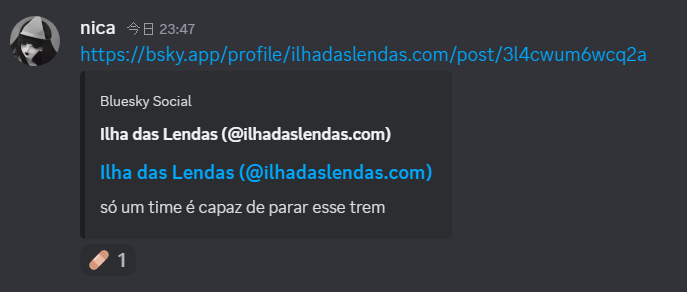 nica 今日 23:47
https://bsky.app/profile/ilhadaslendas.com/post/3l4cwum6wcq2a
Bluesky Social
Ilha das Lendas (@ilhadaslendas.com)
Ilha das Lendas (@ilhadaslendas.com)
só um time é capaz de parar esse trem
1